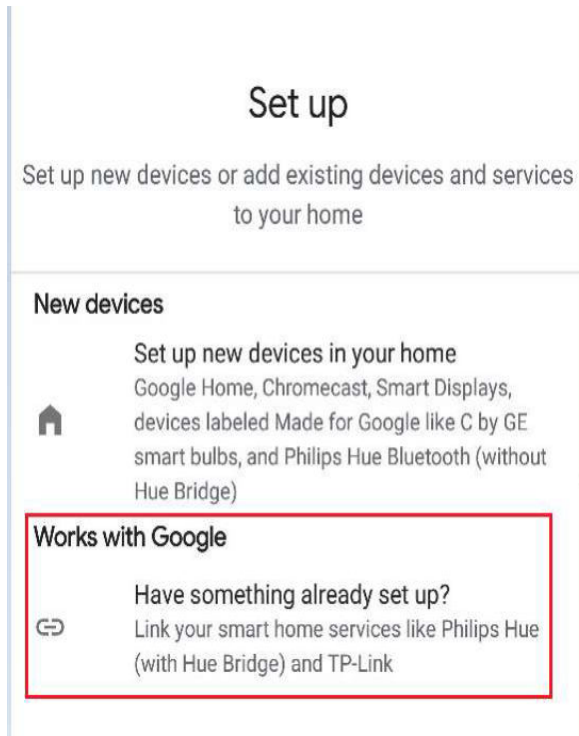 Set up
Set up new devices or add existing devices and services
to your home
New devices
Set up new devices in your home
Google Home, Chromecast, Smart Displays,
devices labeled Made for Google like C by GE
smart bulbs, and Philips Hue Bluetooth (without
Hue Bridge)
Works with Google
Have something already set up?
Link your smart home services like Philips Hue
(with Hue Bridge) and TP-Link